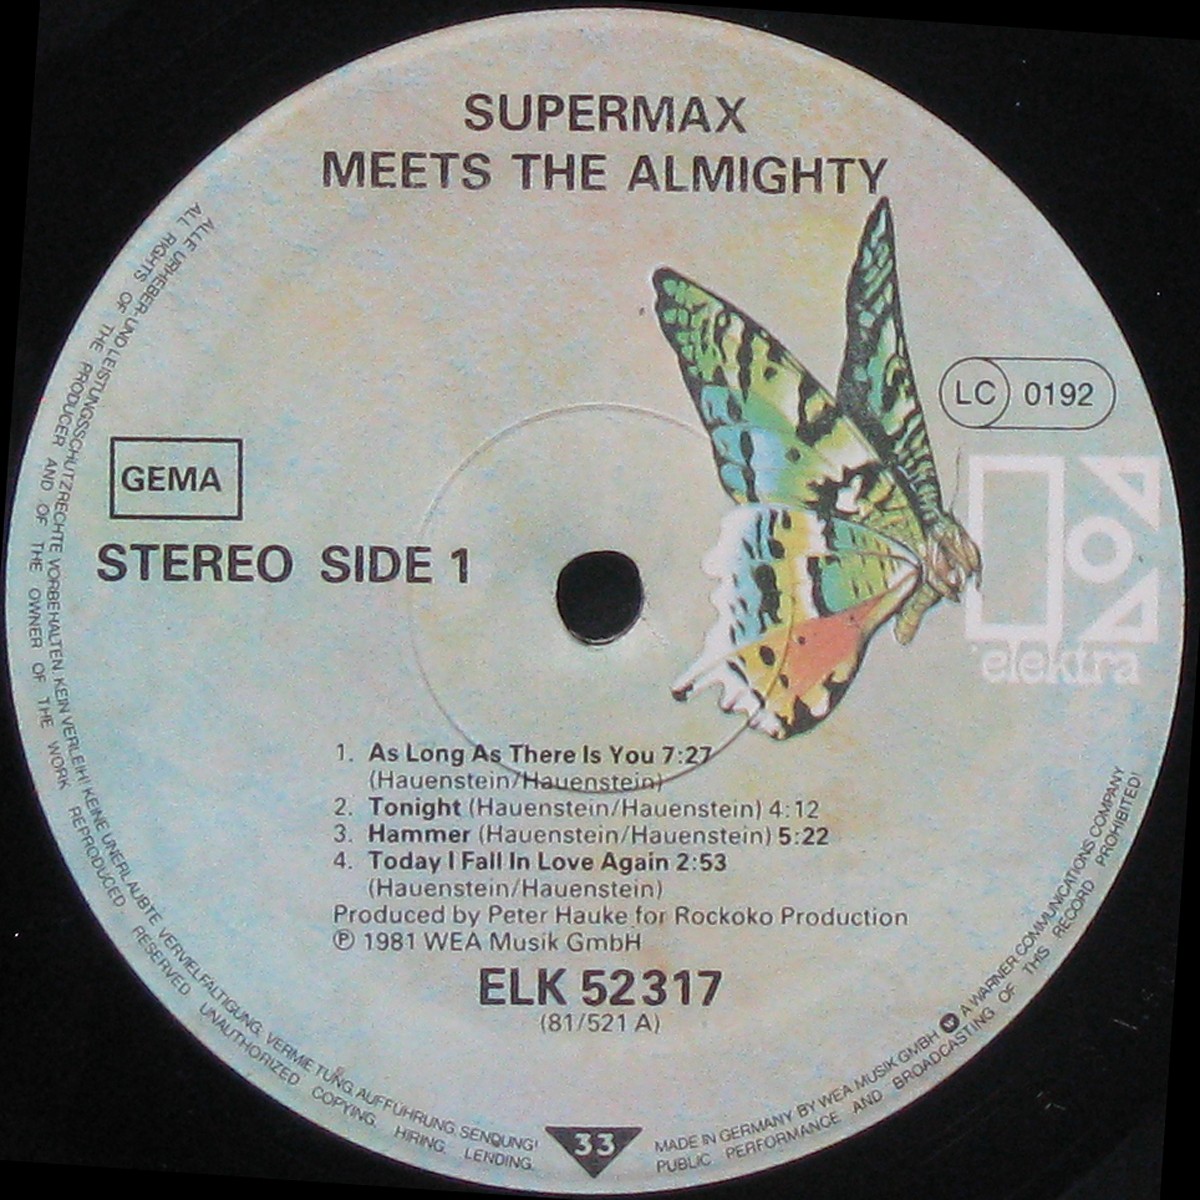 SUPERMAX
MEETS THE ALMIGHTY
LC 0192
GEMA
STEREO SIDE 1
elektra
1. As Long As There Is You 7:27
(Hauenstein/Hauenstein)
2. Tonight (Hauenstein/Hauenstein) 4:12
3. Hammer (Hauenstein/Hauenstein) 5:22
4. Today I Fall In Love Again 2:53
(Hauenstein/Hauenstein)
Produced by Peter Hauke for Rockoko Production
℗ 1981 WEA Musik GmbH
ELK 52317
(81/521 A)
33
ALLE URHEBER- UND LEISTUNGSSCHUTZRECHTE VORBEHALTEN. KEIN VERLEIH! KEINE UNERLAUBTE VERVIELFÄLTIGUNG, VERMIETUNG, AUFFÜHRUNG, SENDUNG!
ALL RIGHTS OF THE PRODUCER AND OF THE OWNER OF THE WORK REPRODUCED RESERVED. UNAUTHORIZED COPYING, HIRING, LENDING,
MADE IN GERMANY BY WEA MUSIK GMBH W A WARNER COMMUNICATIONS COMPANY
PUBLIC PERFORMANCE AND BROADCASTING OF THIS RECORD PROHIBITED!